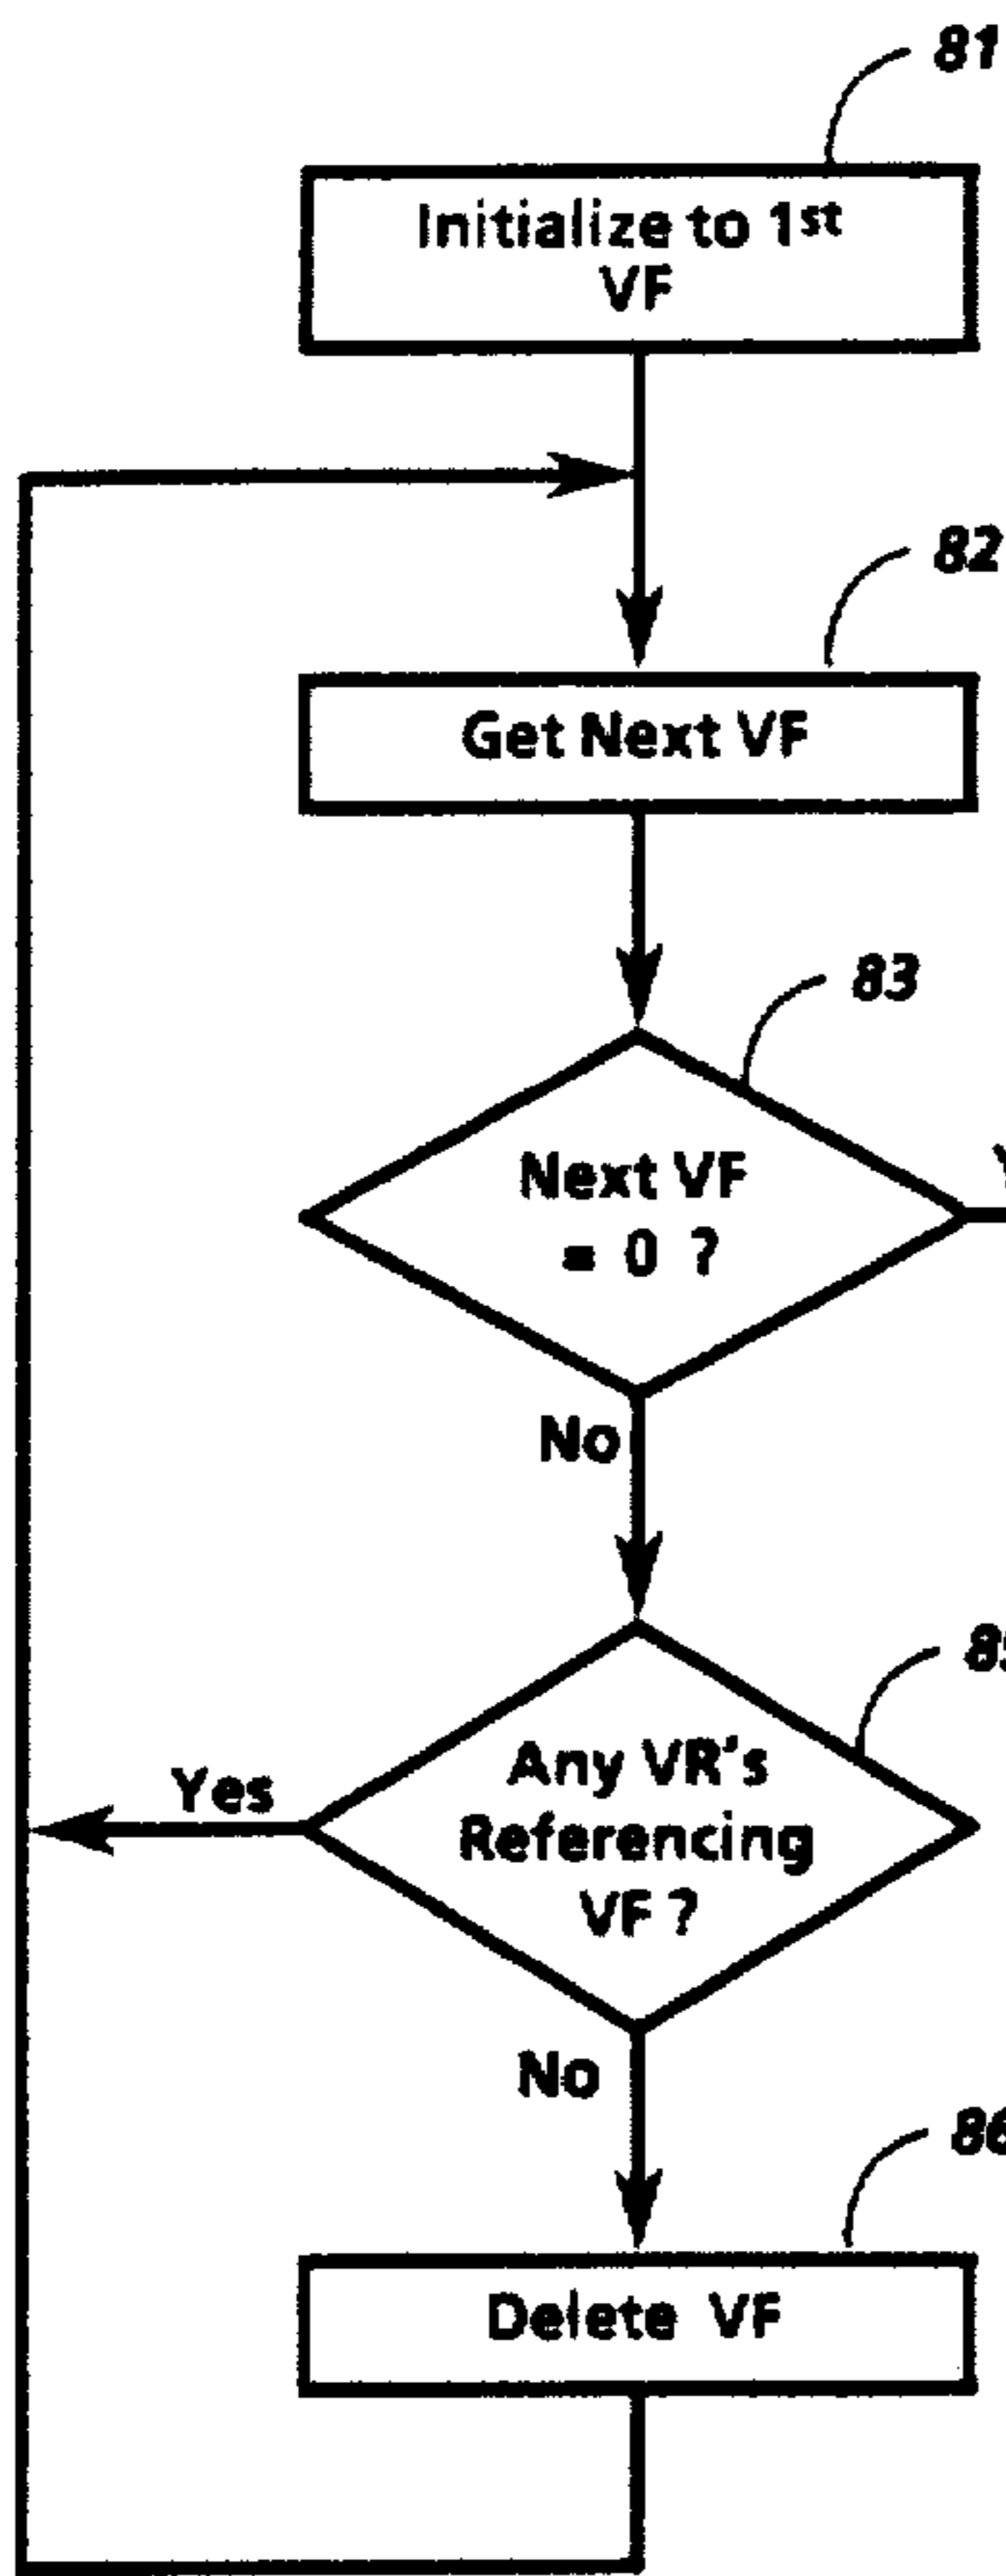 81
Initialize to 1st
VF
82
Get Next VF
83
Next VF
= 0 ?
No
Any VR's
Referencing
VF ?
Yes
No
86
Delete VF